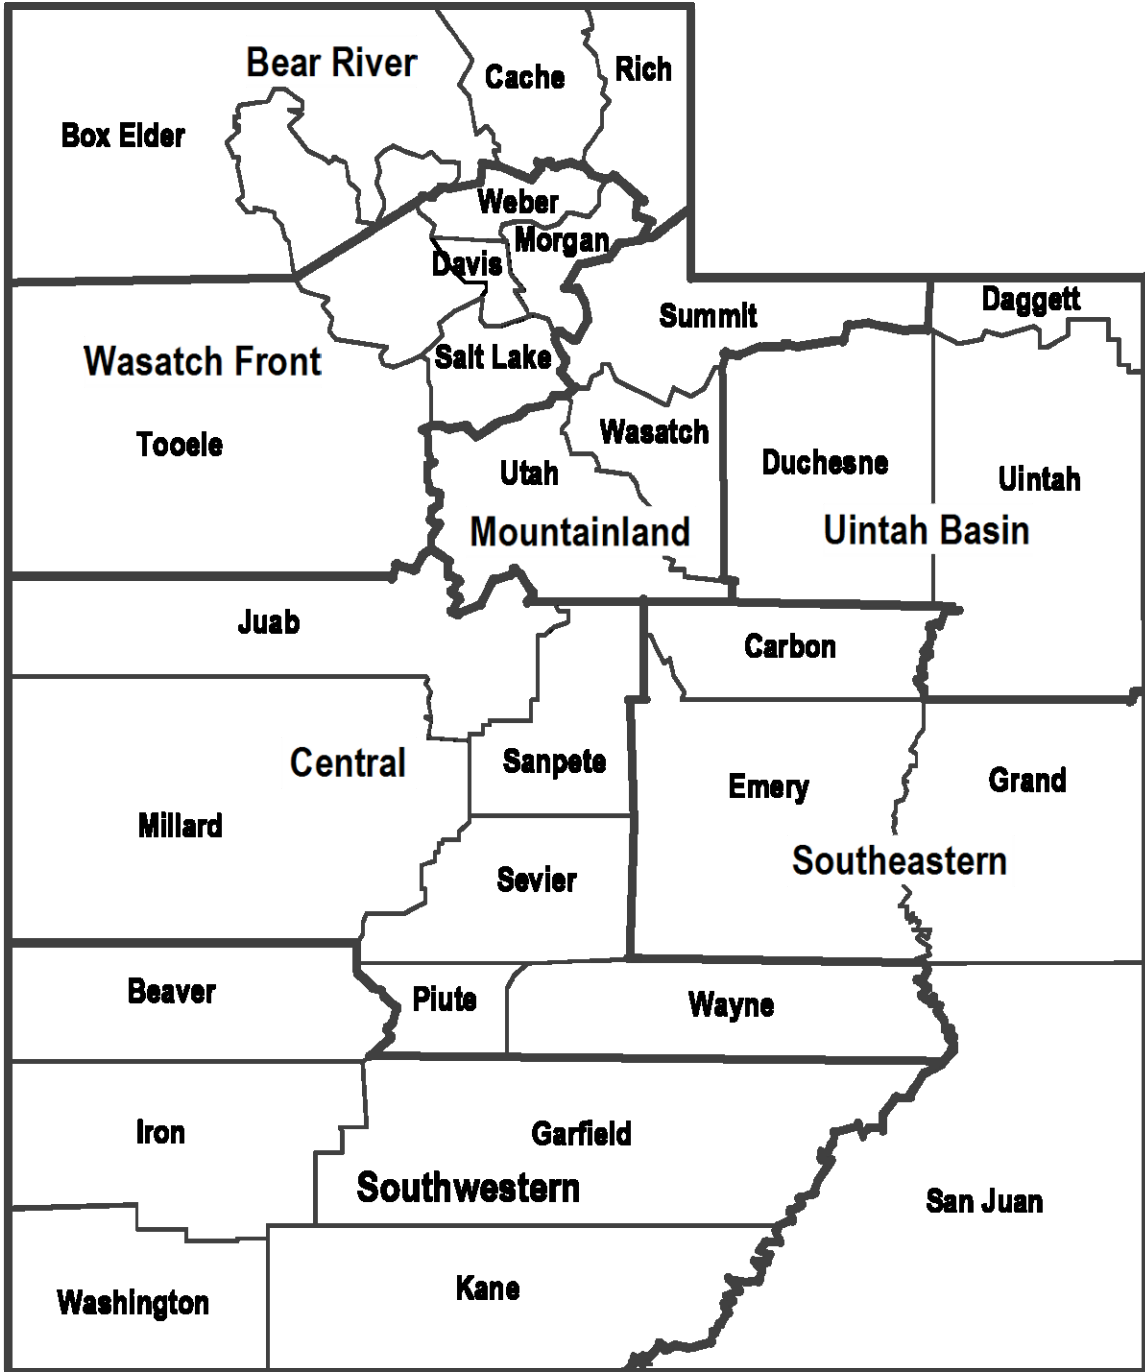 Bear River
Cache
Rich
Box Elder
Weber
Morgan
Davis
Daggett
Summit
Wasatch Front
Salt Lake
Tooele
Wasatch
Utah
Duchesne
Uintah
Mountainland
Uintah Basin
Juab
Carbon
Central
Sanpete
Emery
Grand
Millard
Southeastern
Sevier
Beaver
Piute
Wayne
Iron
Garfield
Southwestern
San Juan
Washington
Kane